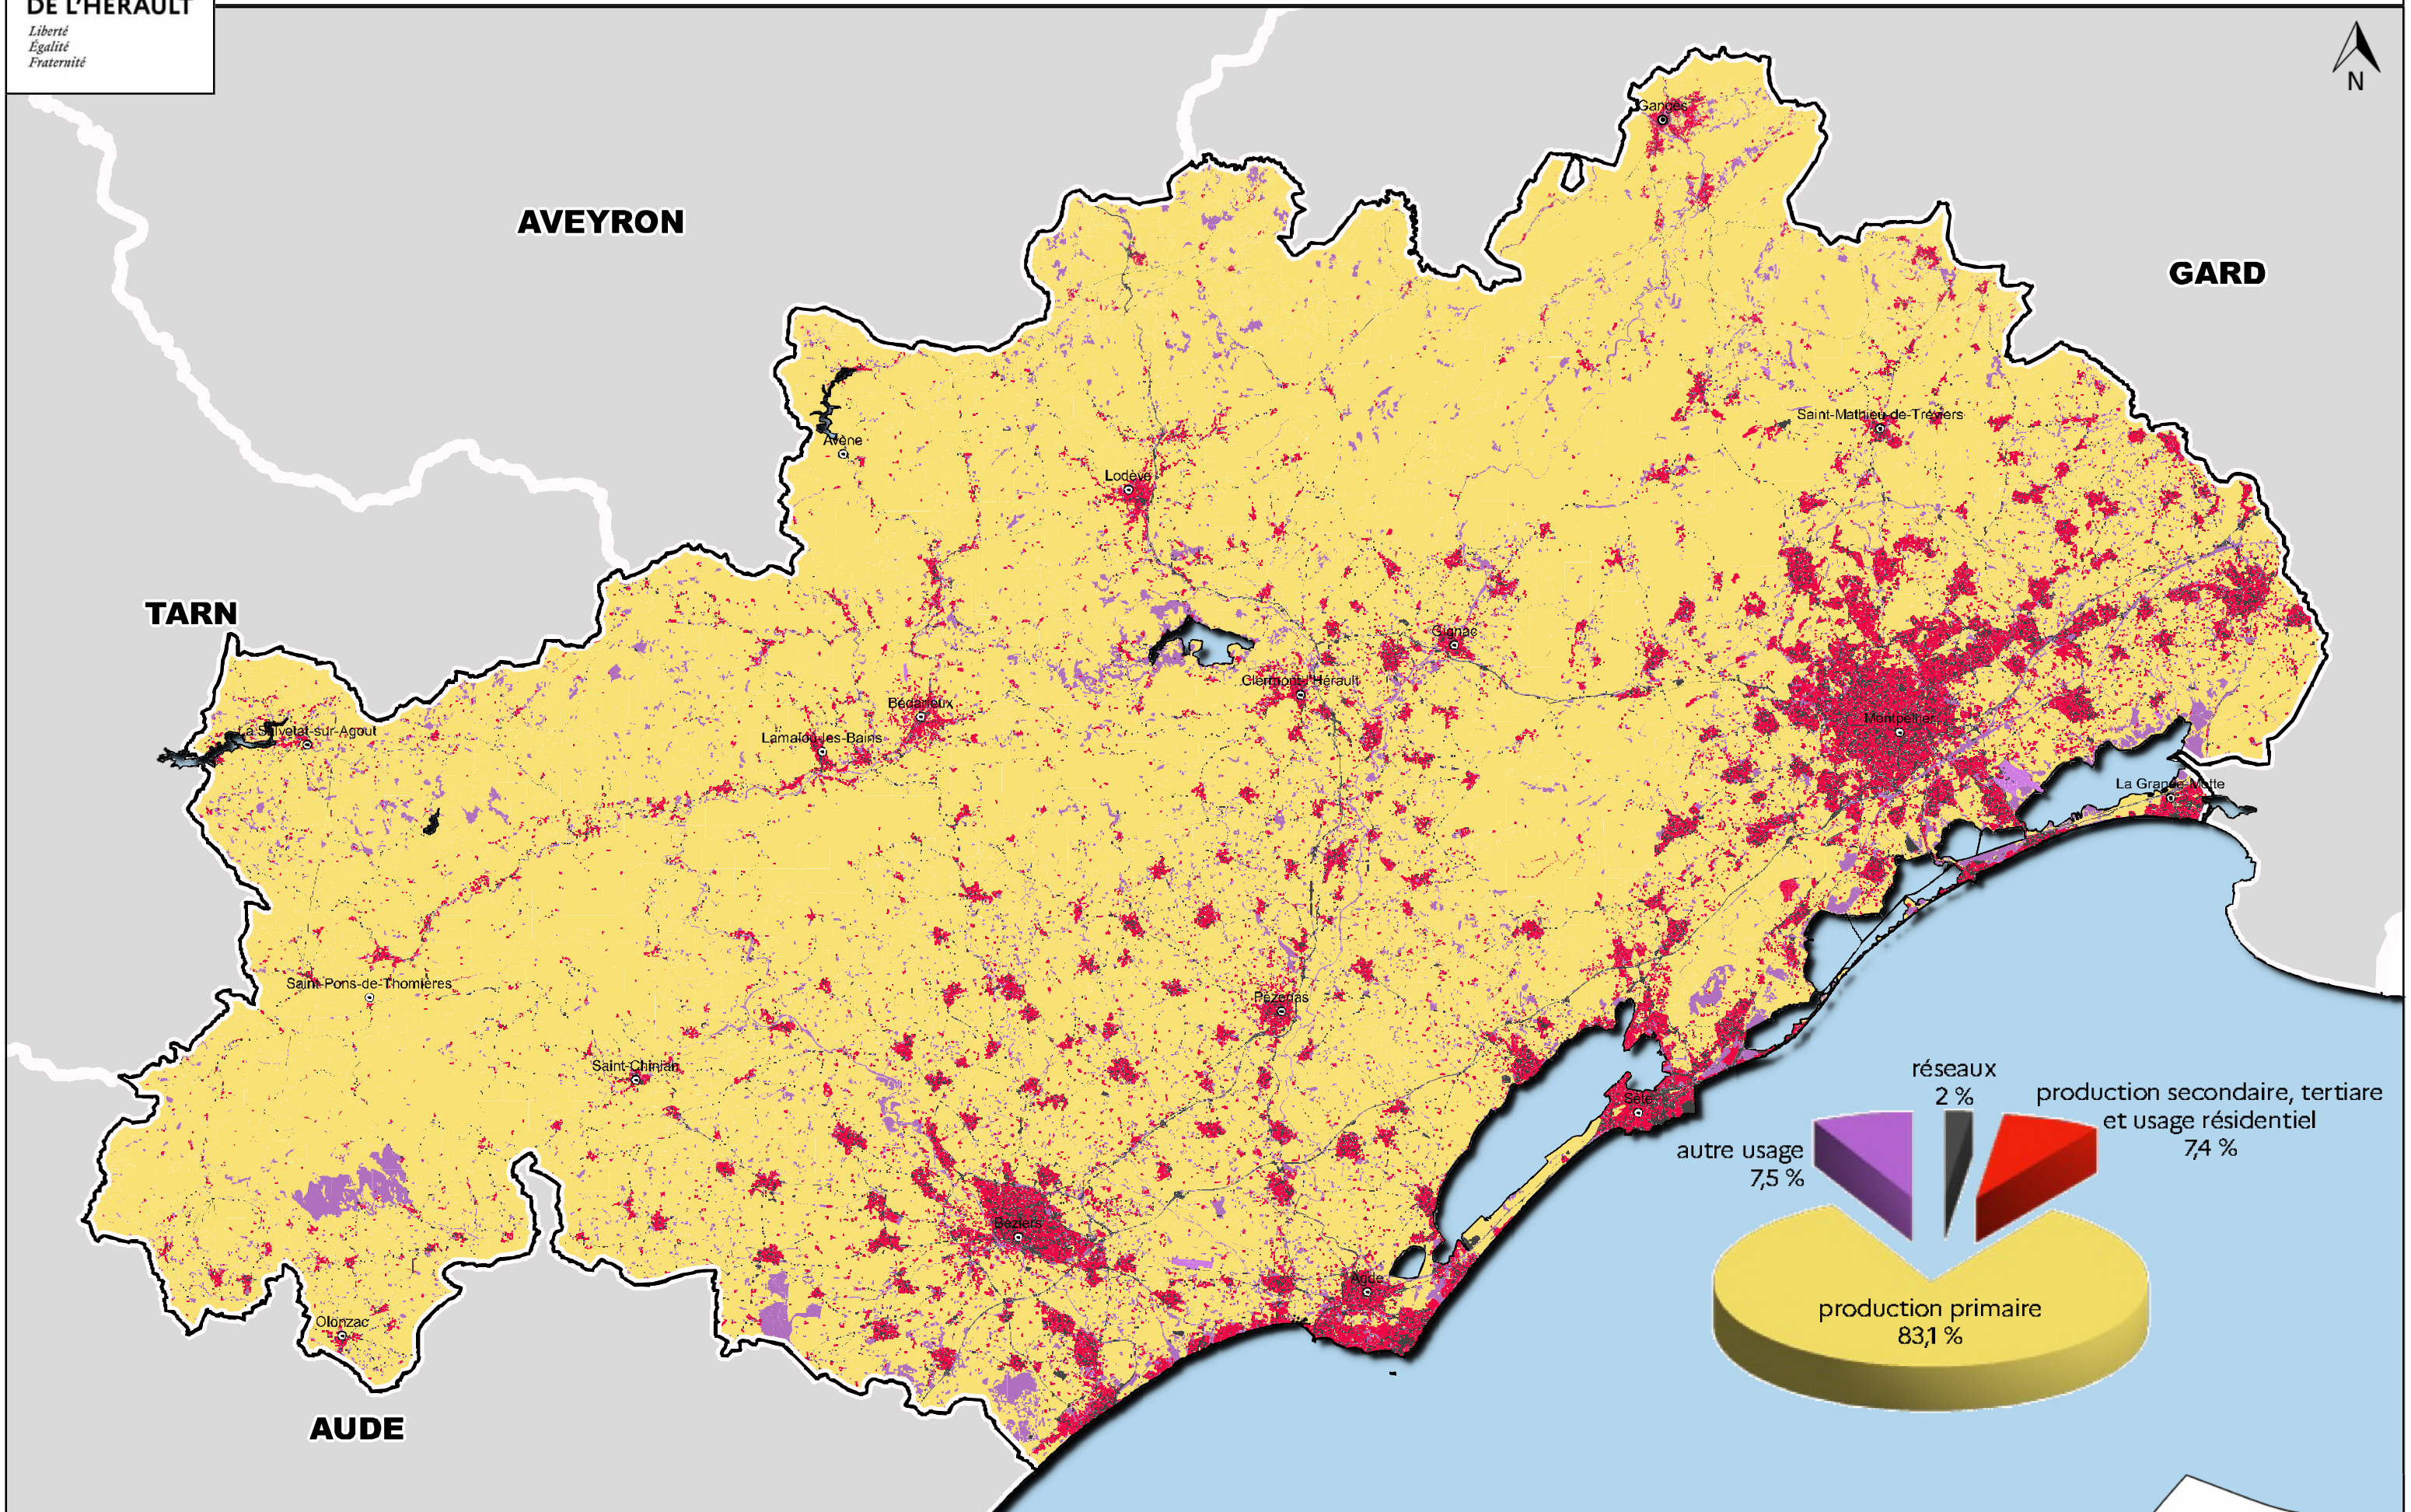 DE L'HÉRAULT
Liberté
Égalité
Fraternité
N
Ganges
AVEYRON
GARD
Saint-Mathieu-de-Tréviers
Avène
Lodève
TARN
Gignac
Clermont-l'Hérault
Bédarieux
Montpellier
La Salvetat-sur-Agout
Lamalou-les-Bains
La Grande-Motte
Saint-Pons-de-Thomières
Pézenas
Saint-Chinian
Sète
réseaux
2 %
production secondaire, tertiaire
et usage résidentiel
7,4 %
autre usage
7,5 %
Béziers
Agde
production primaire
83,1 %
Olonzac
AUDE